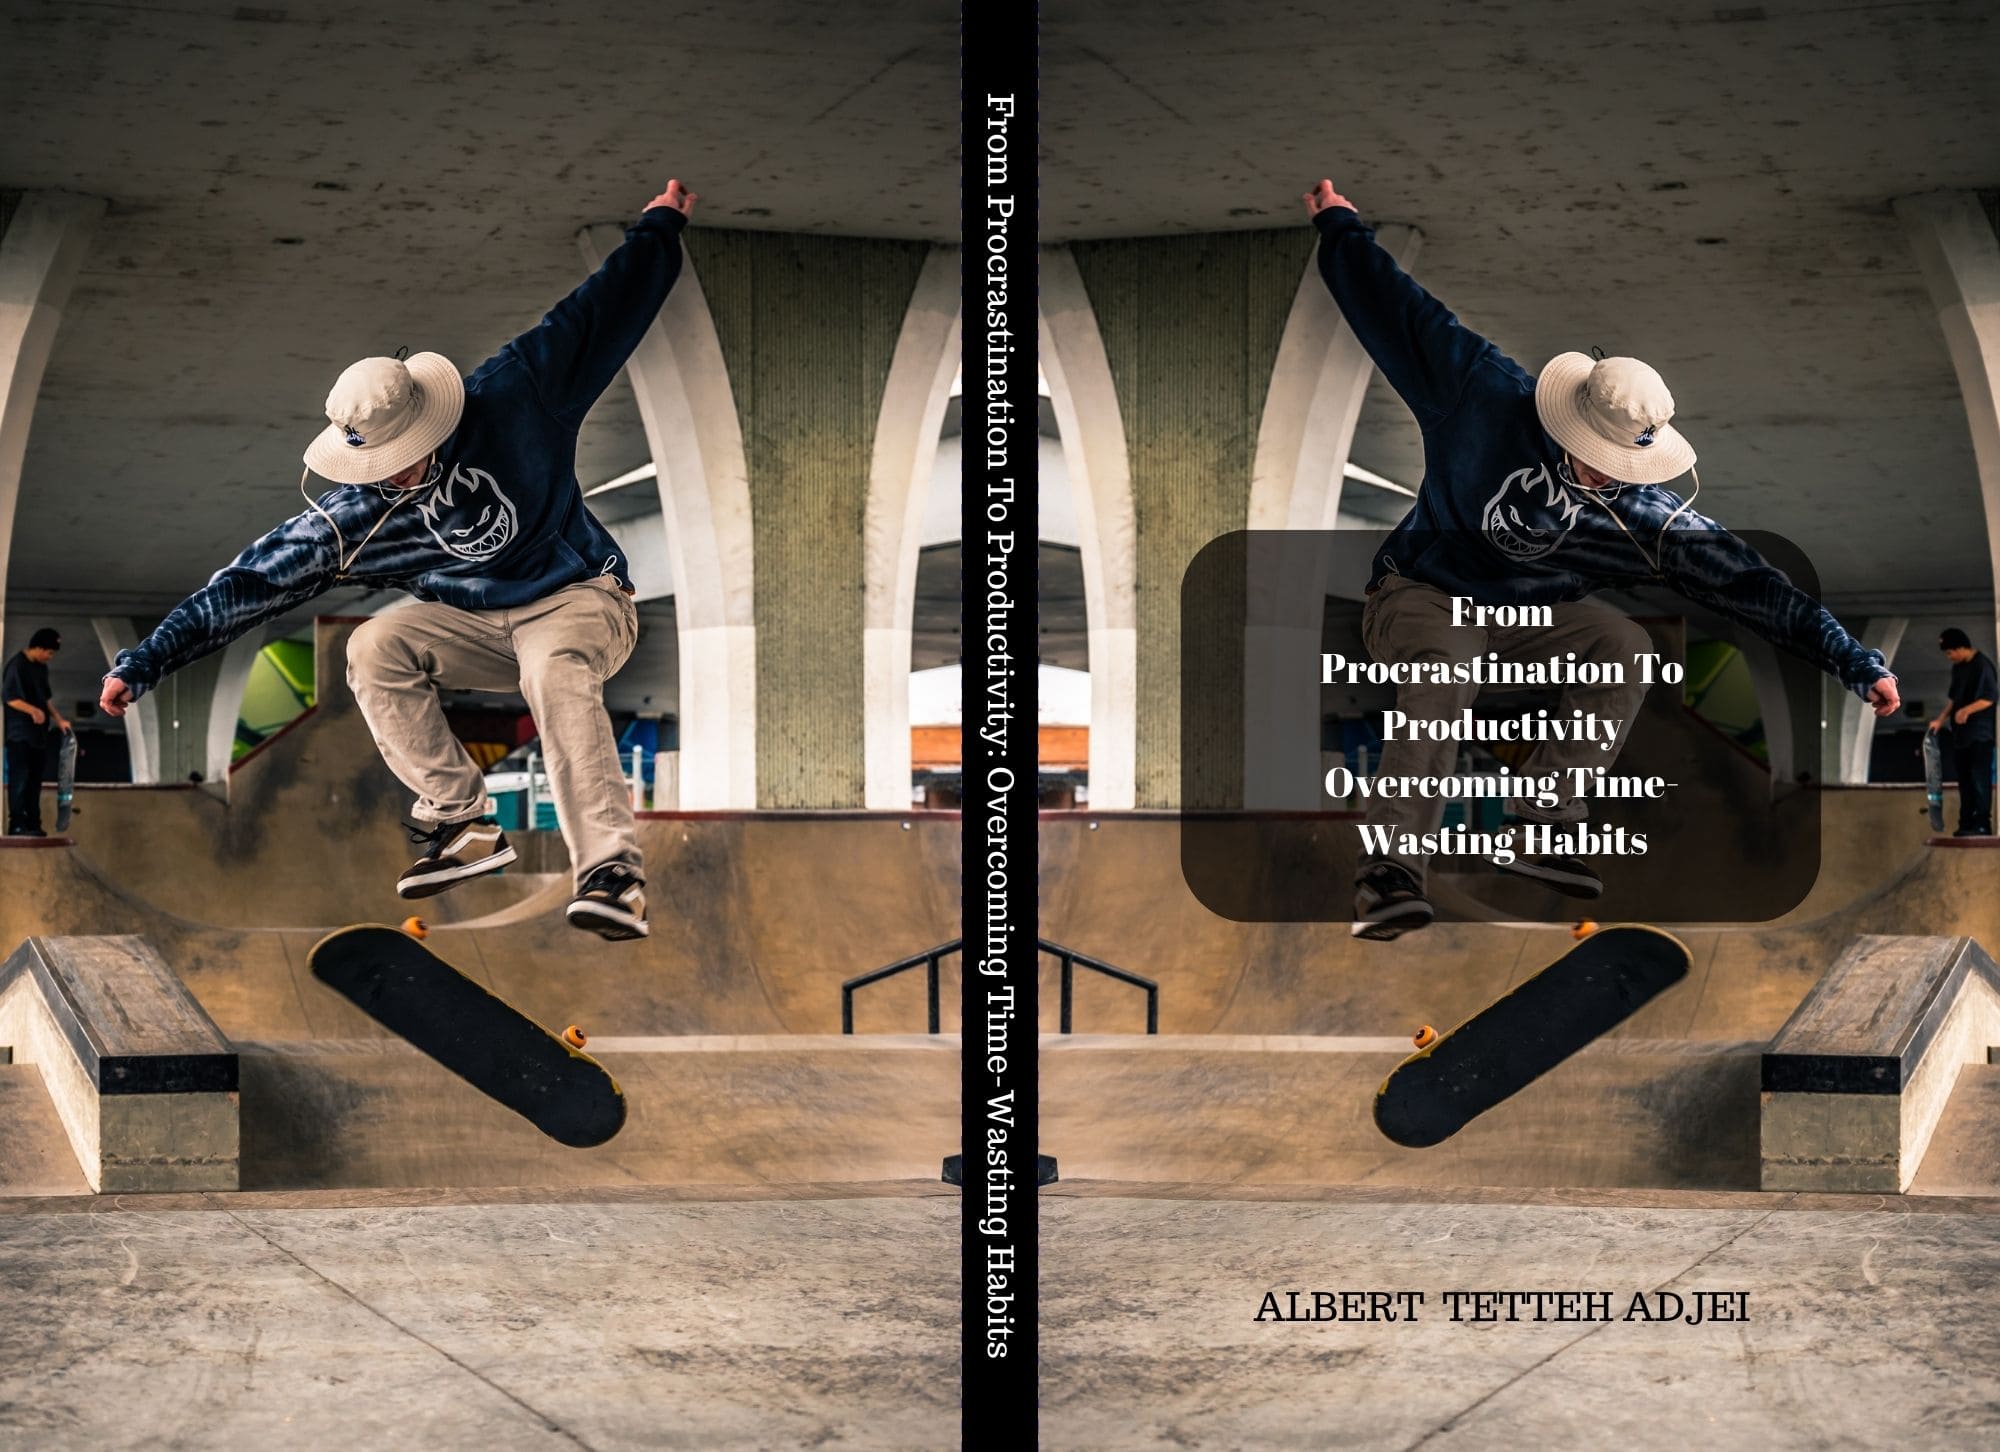 From Procrastination To Productivity: Overcoming Time-Wasting Habits
From
Procrastination To
Productivity
Overcoming Time-
Wasting Habits
ALBERT TETTEH ADJEI